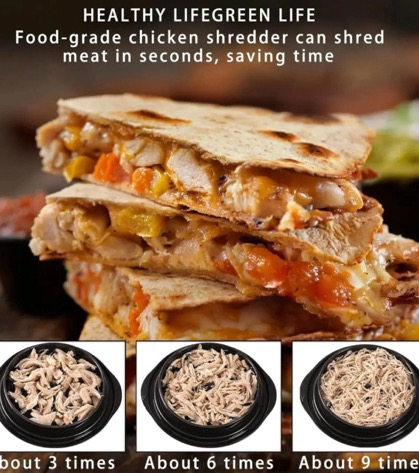 HEALTHY LIFEGREEN LIFE
Food-grade chicken shredder can shred
meat in seconds, saving time
bout 3 times
About 6 times
About 9 time